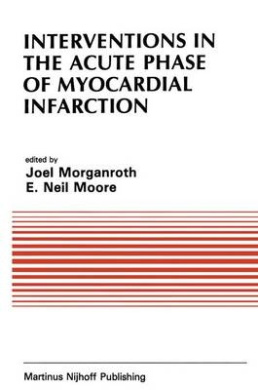 INTERVENTIONS IN
THE ACUTE PHASE
OF MYOCARDIAL
INFARCTION
edited by
Joel Morganroth
E. Neil Moore
Martinus Nijhoff Publishing